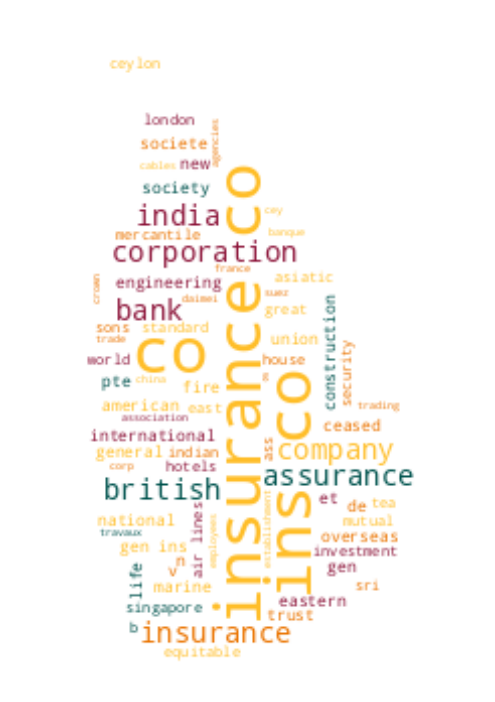 ceylon
london
societe
agencies
cables
new
society
insurance co
india
cey
mercantile
banque
corporation
france
crown
engineering
asiatic
suez
daimei
bank
great
construction
sons
standard
trade
union
co
world
house
security
pte
china
fire
a
ins co
american
east
trading
association
ceased
international
ass
company
general
indian
corp
hotels
assurance
british
establishment
et
de
tea
national
air lines
employees
mutual
travaux
overseas
gen ins
investment
n
v
gen
life
marine
sri
singapore
eastern
trust
b
insurance
equitable